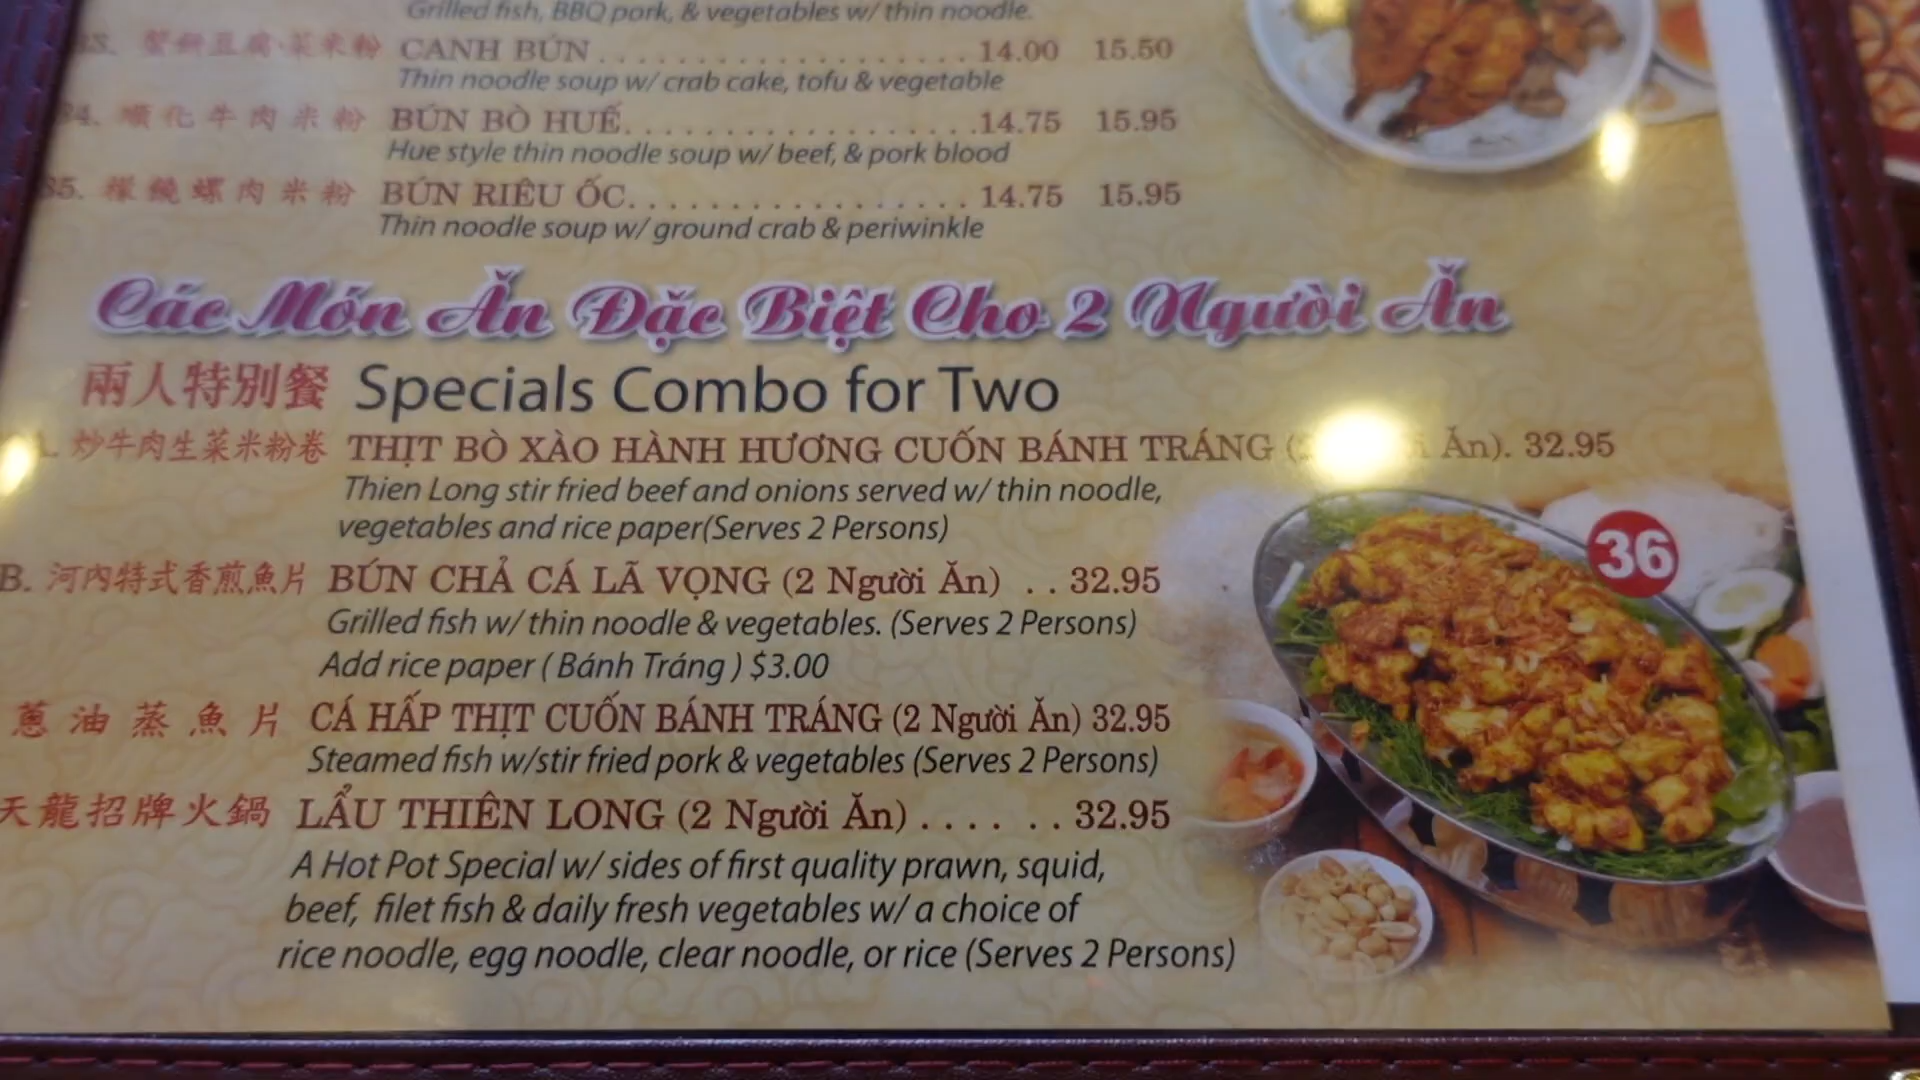 Grilled fish, BBQ pork, & vegetables w/ thin noodle.
蟹餅豆腐·菜米粉 CANH BÚN 14.00 15.50
Thin noodle soup w/ crab cake, tofu & vegetable
順化牛肉米粉 BÚN BÒ HUẾ 14.75 15.95
Hue style thin noodle soup w/ beef, & pork blood
35. 螺肉米粉 BÚN RIÊU ỐC 14.75 15.95
Thin noodle soup w/ ground crab & periwinkle
Các Món Ăn Đặc Biệt Cho 2 Người Ăn
兩人特別餐 Specials Combo for Two
炒牛肉生菜米粉卷 THỊT BÒ XÀO HÀNH HƯƠNG CUỐN BÁNH TRÁNG Ăn). 32.95
Thien Long stir fried beef and onions served w/ thin noodle,
vegetables and rice paper(Serves 2 Persons)
B. 河內特式香煎魚片 BÚN CHẢ CÁ LÃ VỌNG (2 Người Ăn) . . 32.95
Grilled fish w/ thin noodle & vegetables. (Serves 2 Persons)
Add rice paper ( Bánh Tráng ) $3.00
蔥油蒸魚片 CÁ HẤP THỊT CUỐN BÁNH TRÁNG (2 Người Ăn) 32.95
Steamed fish w/stir fried pork & vegetables (Serves 2 Persons)
天龍招牌火鍋 LẨU THIÊN LONG (2 Người Ăn) . . . . . . 32.95
A Hot Pot Special w/ sides of first quality prawn, squid,
beef, filet fish & daily fresh vegetables w/ a choice of
rice noodle, egg noodle, clear noodle, or rice (Serves 2 Persons)
36